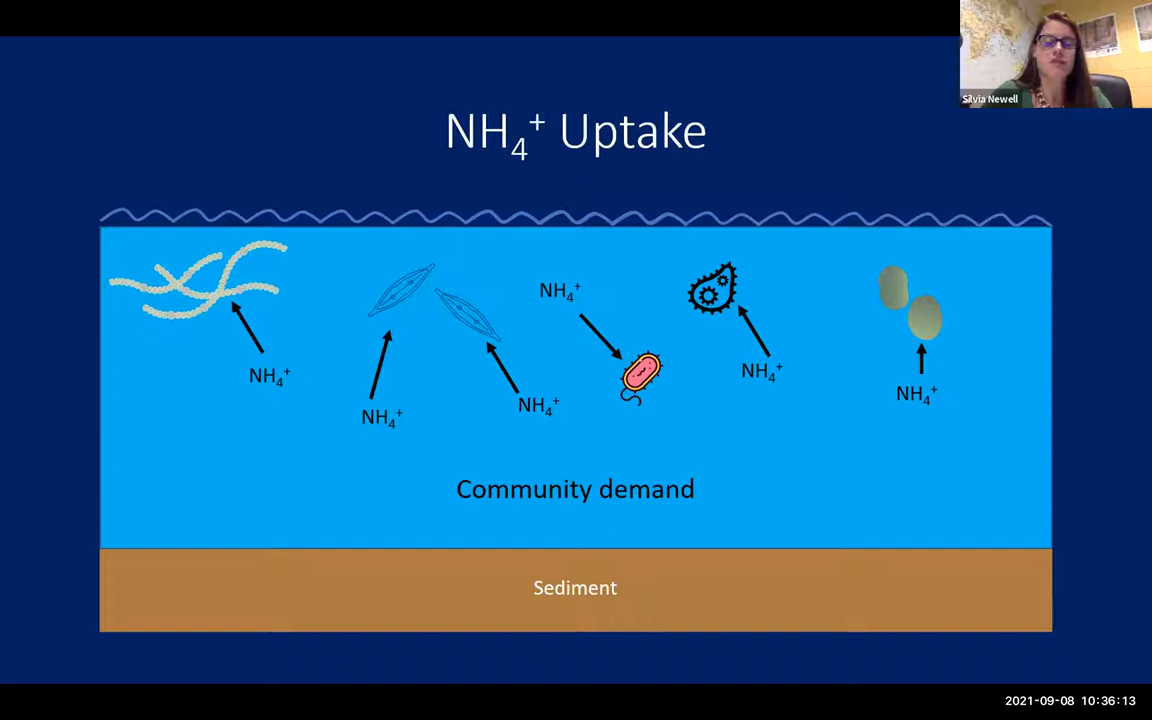 Silvia Newell
NH₄⁺ Uptake
NH₄⁺
NH₄⁺
NH₄⁺
NH₄⁺
NH₄⁺
NH₄⁺
Community demand
Sediment
2021-09-08 10:36:13